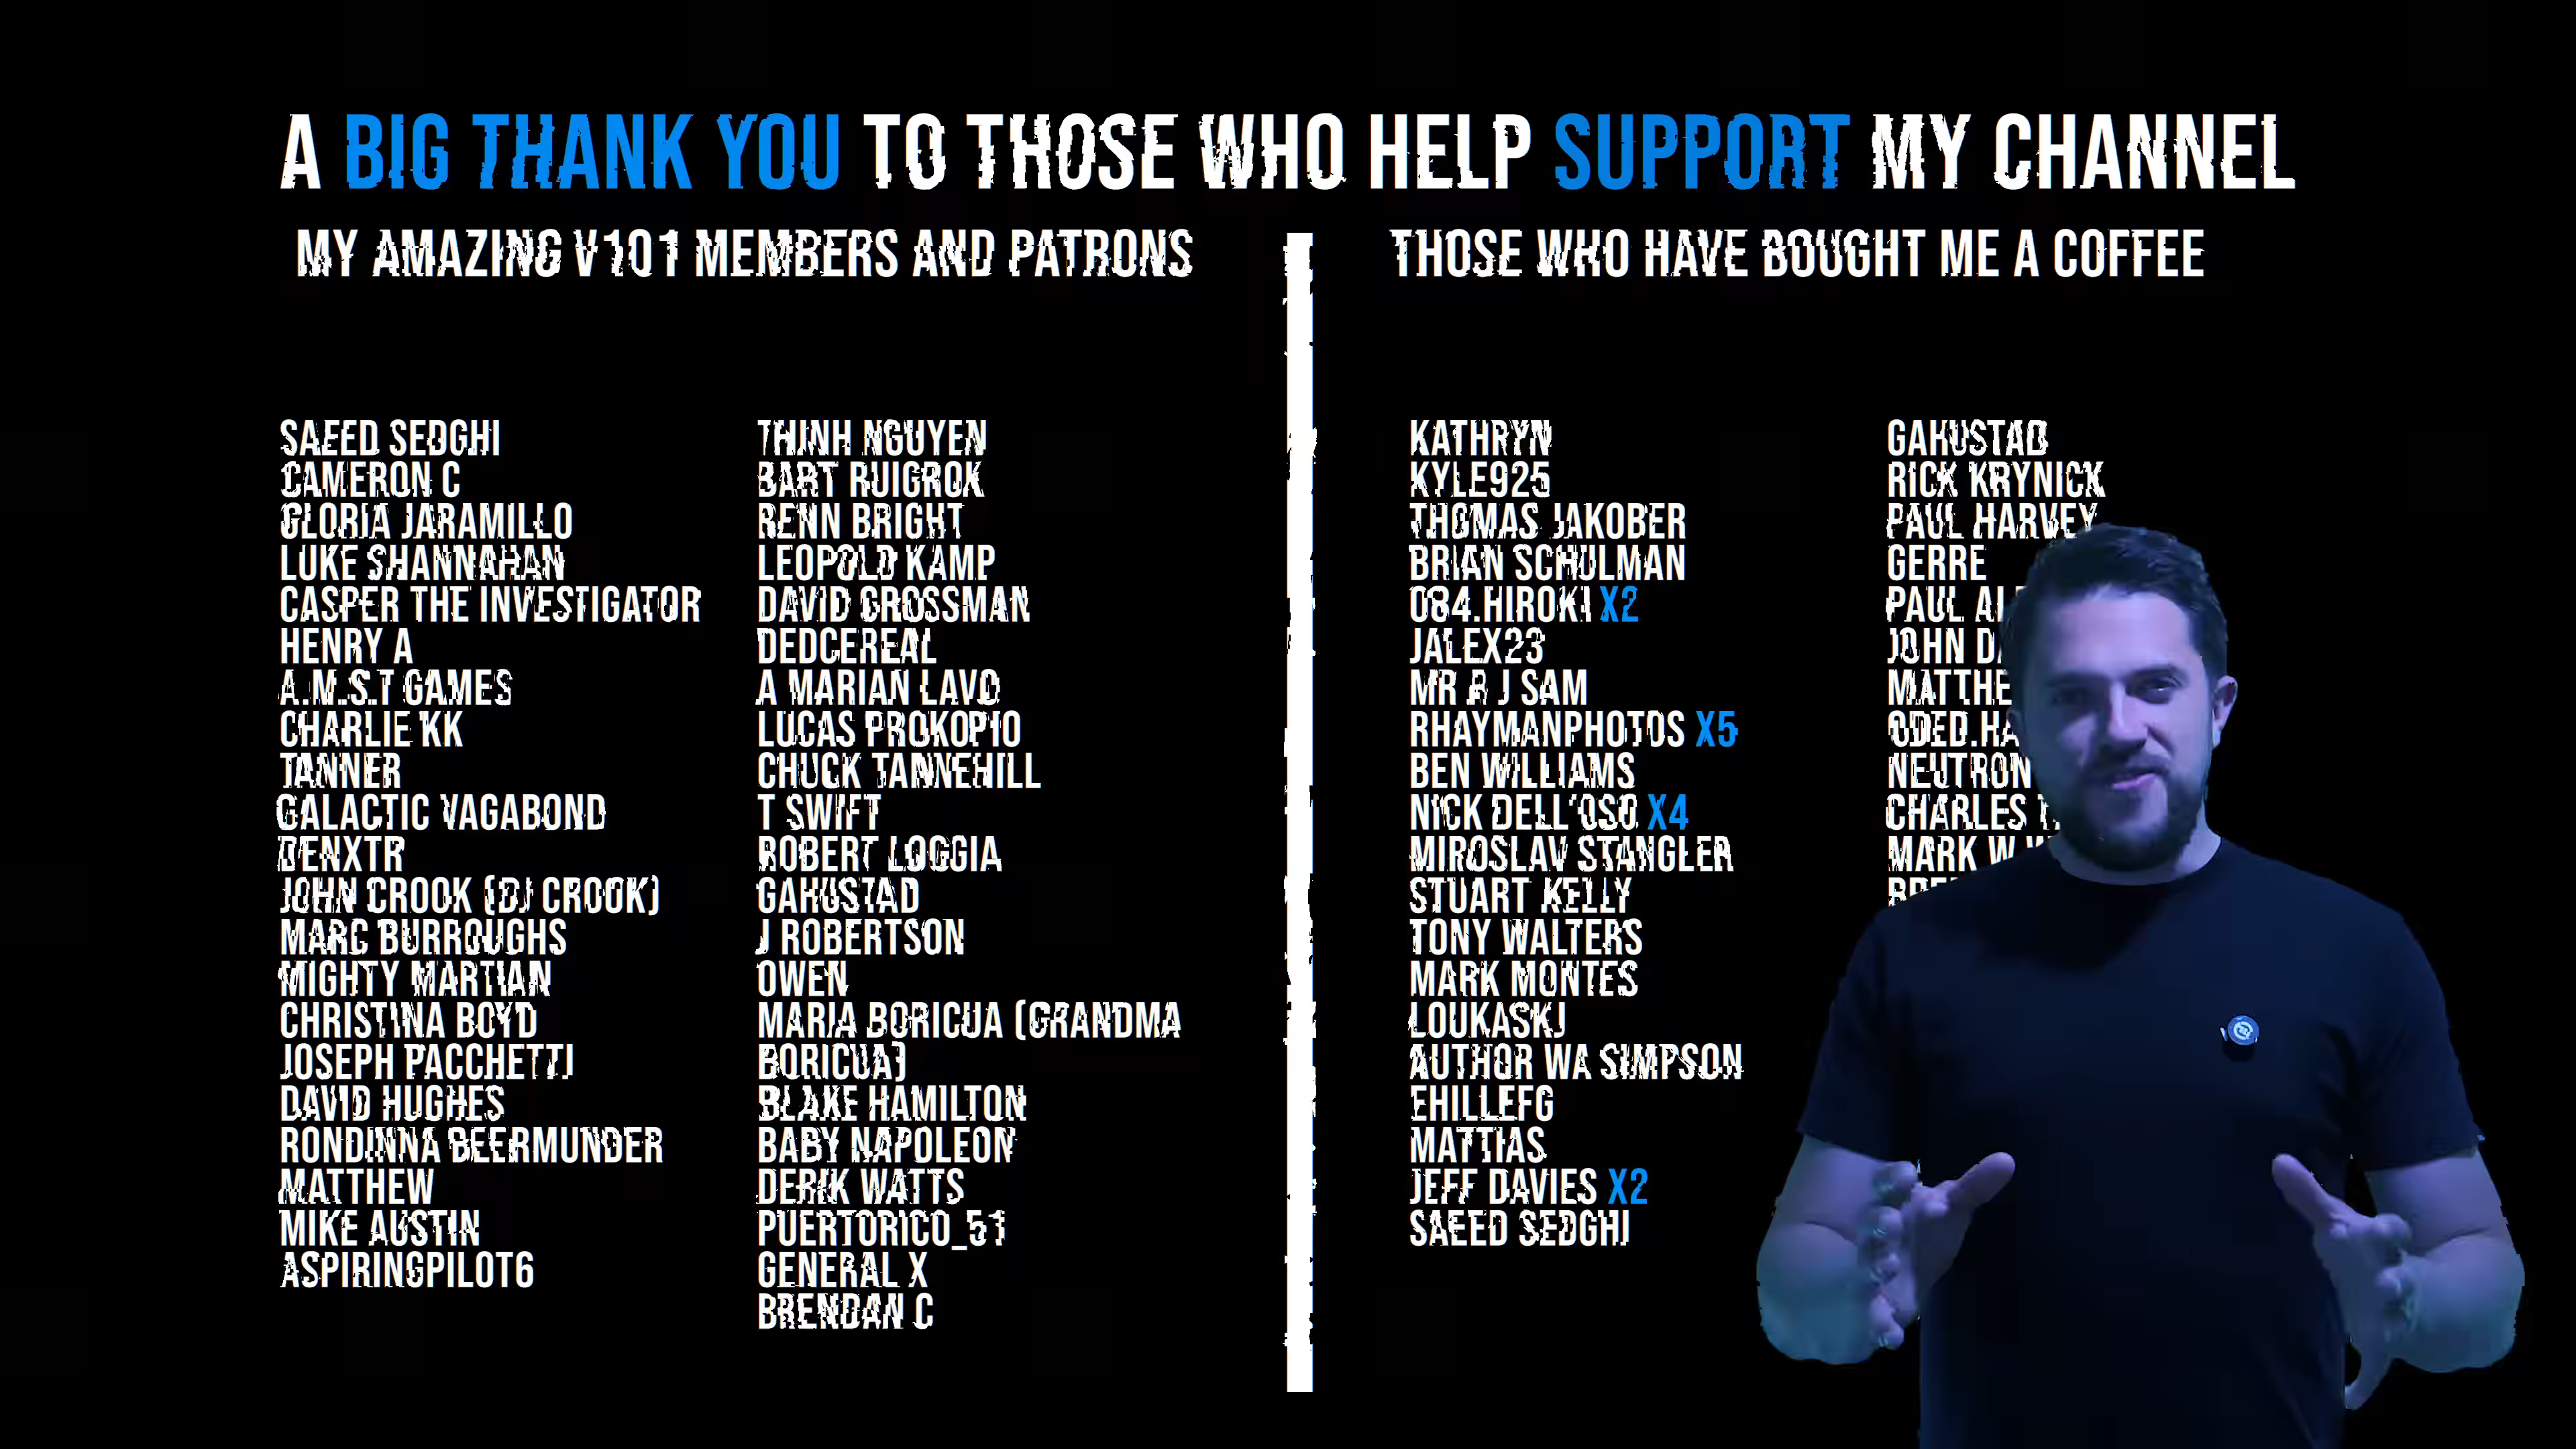 A BIG THANK YOU TO THOSE WHO HELP SUPPORT MY CHANNEL
MY AMAZING V101 MEMBERS AND PATRONS
SAEED SEDGHI
CAMERON C
GLORIA JARAMILLO
LUKE SHANNAHAN
CASPER THE INVESTIGATOR
HENRY A
A.M.S.T GAMES
CHARLIE KK
TANNER
GALACTIC VAGABOND
DENXTR
JOHN CROOK (DJ CROOK)
MARC BURROUGHS
MIGHTY MARTIAN
CHRISTINA BOYD
JOSEPH PACCHETTI
DAVID HUGHES
RONDINNA BEERMUNDER
MATTHEW
MIKE AUSTIN
ASPIRINGPILOT6
THINH NGUYEN
BART RUIGROK
RENN BRIGHT
LEOPOLD KAMP
DAVID GROSSMAN
DEDCEREAL
A MARIAN LAVO
LUCAS PROKOPIO
CHUCK TANNEHILL
T SWIFT
ROBERT LOGGIA
GAHUSTAD
J ROBERTSON
OWEN
MARIA BORICUA (GRANDMA
BORICUA)
BLAKE HAMILTON
BABY NAPOLEON
DERIK WATTS
PUERTORICO_51
GENERAL X
BRENDAN C
THOSE WHO HAVE BOUGHT ME A COFFEE
KATHRYN
KYLE925
THOMAS JAKOBER
BRIAN SCHULMAN
084.HIROKI X2
JALEX23
MR R J SAM
RHAYMANPHOTOS X5
BEN WILLIAMS
NICK DELL'OSO X4
MIROSLAV STANGLER
STUART KELLY
TONY WALTERS
MARK MONTES
LOUKASKJ
AUTHOR WA SIMPSON
EHILLEFG
MATTIAS
JEFF DAVIES X2
SAEED SEDGHI
GAHUSTAD
RICK KRYNICK
PAUL HARVEY
GERRE
PAUL
JOHN
CHARLES
MARK W